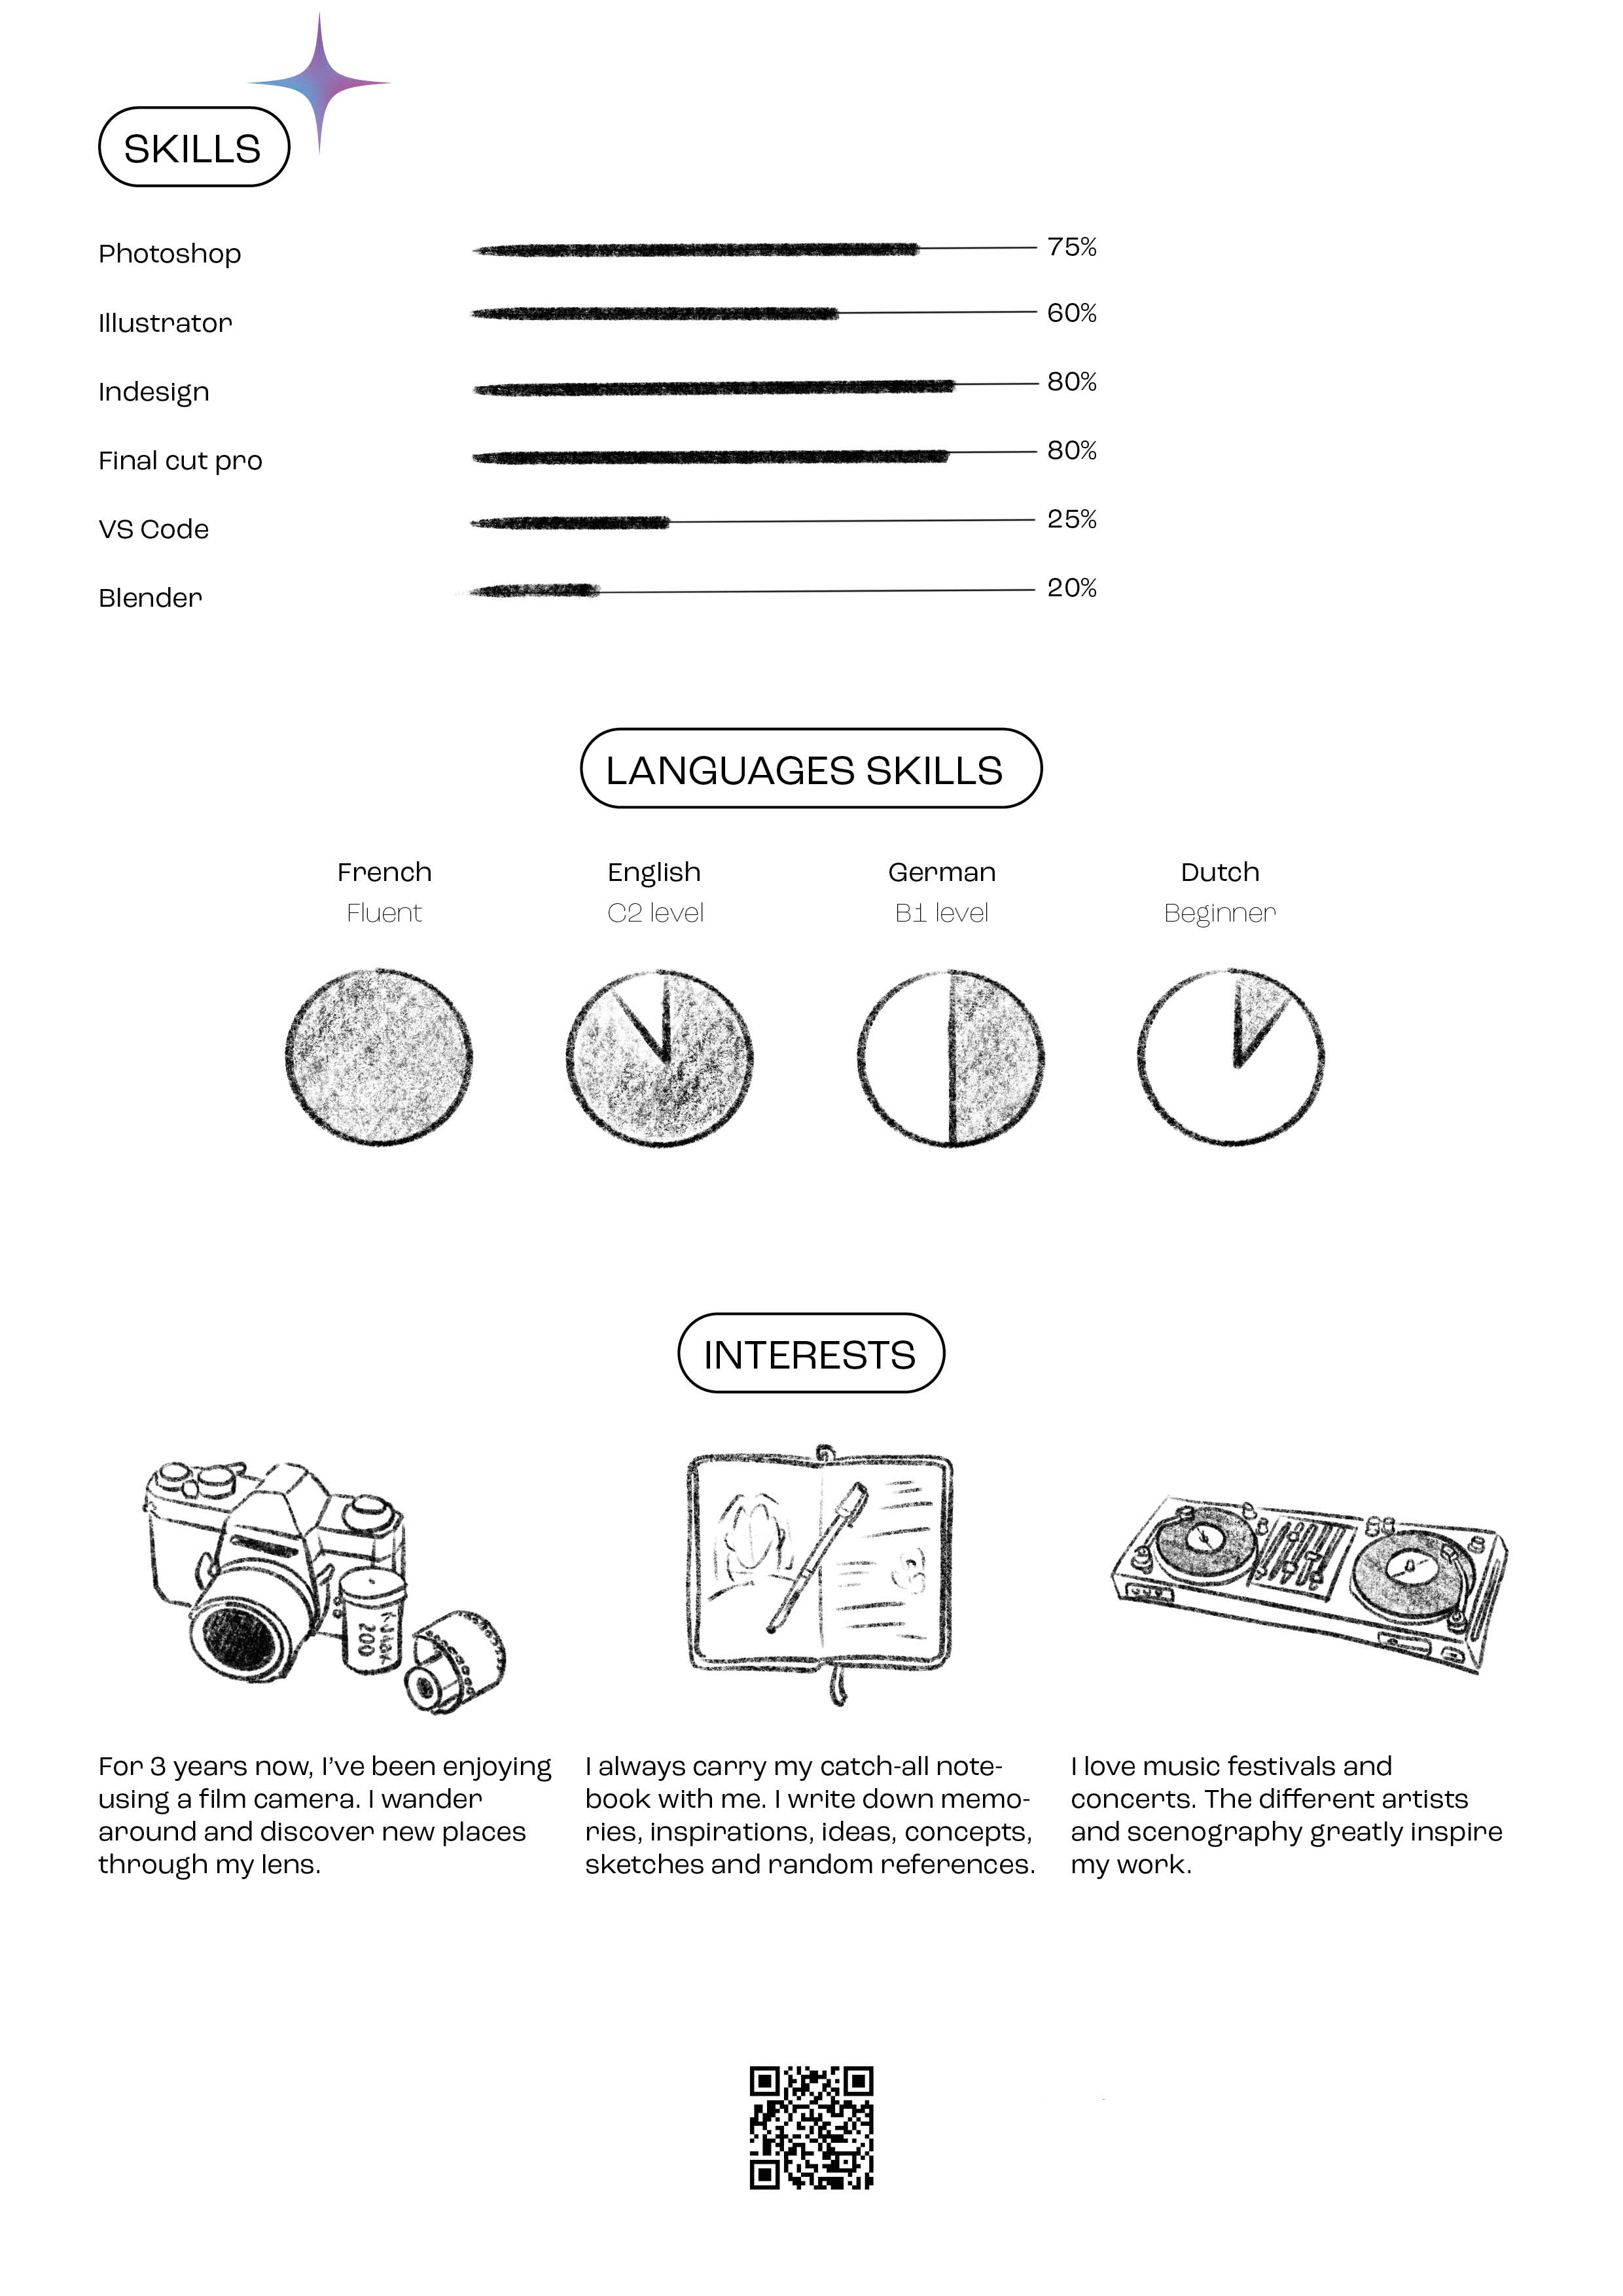 SKILLS
Photoshop 75%
Illustrator 60%
Indesign 80%
Final cut pro 80%
VS Code 25%
Blender 20%
LANGUAGES SKILLS
French English German Dutch
Fluent C2 level B1 level Beginner
INTERESTS
Kodak
200
For 3 years now, I've been enjoying
using a film camera. I wander
around and discover new places
through my lens.
I always carry my catch-all note-
book with me. I write down memo-
ries, inspirations, ideas, concepts,
sketches and random references.
I love music festivals and
concerts. The different artists
and scenography greatly inspire
my work.